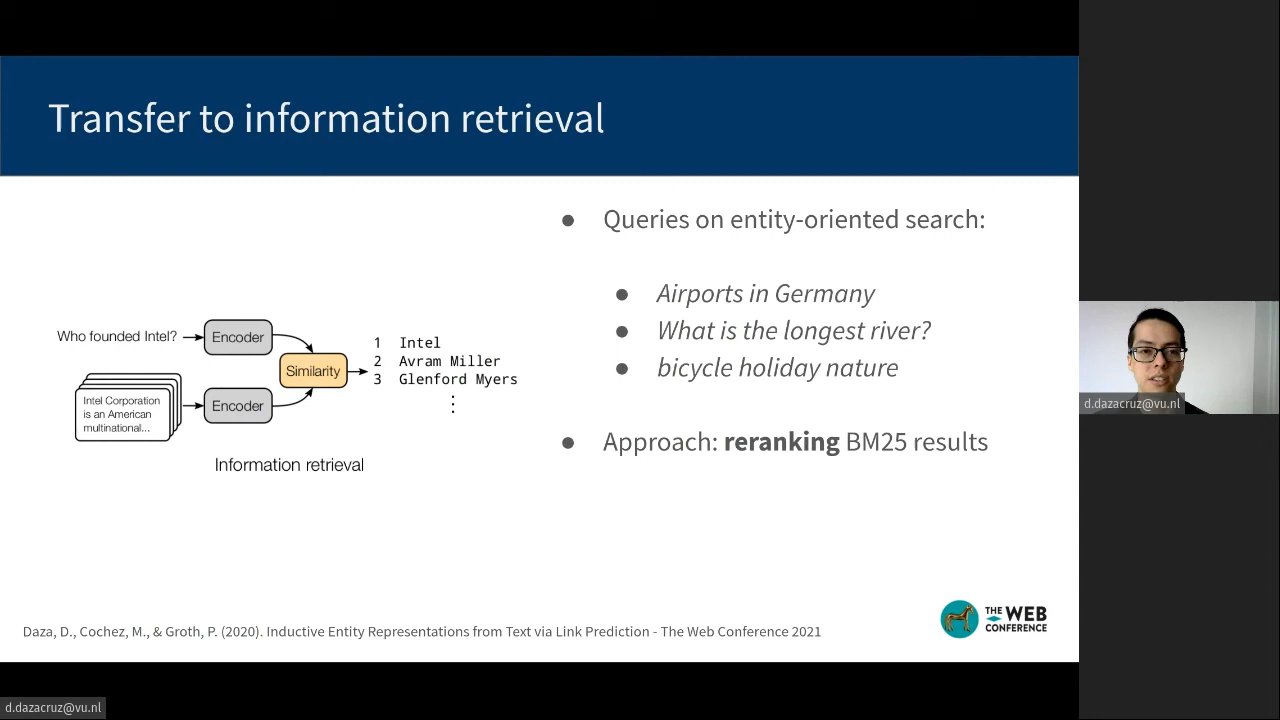 Transfer to information retrieval
● Queries on entity-oriented search:
● Airports in Germany
● What is the longest river?
● bicycle holiday nature
● Approach: reranking BM25 results
Who founded Intel?
Encoder
Similarity
Intel Corporation
is an American
multinational...
Encoder
1 Intel
2 Avram Miller
3 Glenford Myers
Information retrieval
Daza, D., Cochez, M., & Groth, P. (2020). Inductive Entity Representations from Text via Link Prediction - The Web Conference 2021
THE WEB
CONFERENCE
d.dazacruz@vu.nl
d.dazacruz@vu.nl